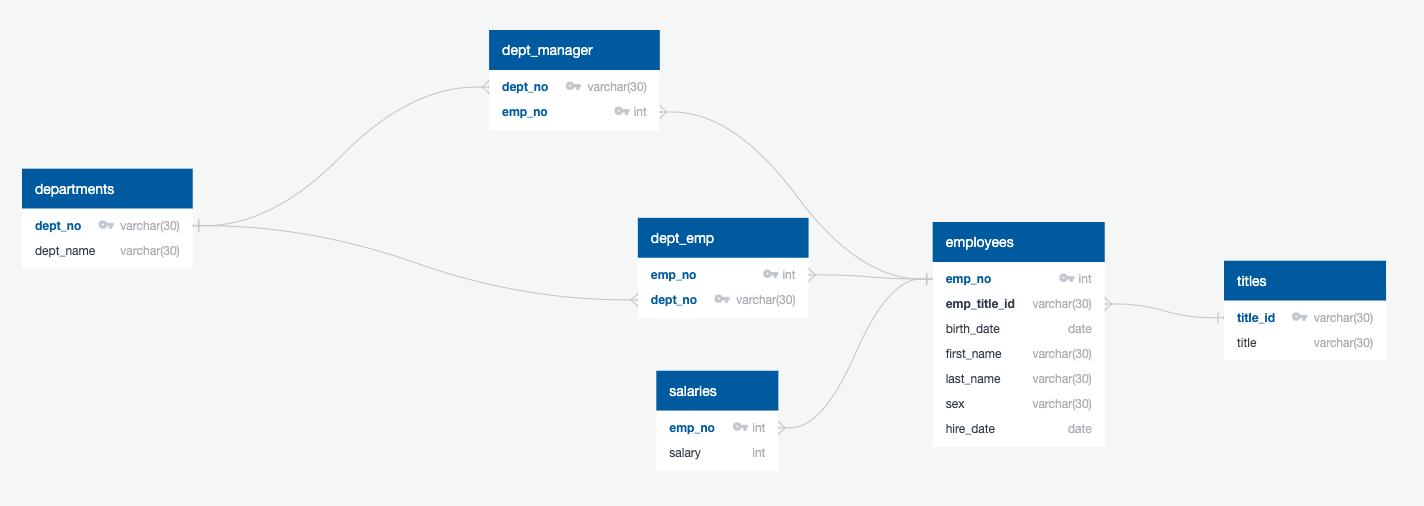 dept_manager
dept_no varchar(30)
emp_no int
departments
dept_no varchar(30)
dept_name varchar(30)
dept_emp
emp_no int
dept_no varchar(30)
employees
emp_no int
emp_title_id varchar(30)
birth_date date
first_name varchar(30)
last_name varchar(30)
sex varchar(30)
hire_date date
titles
title_id varchar(30)
title varchar(30)
salaries
emp_no int
salary int